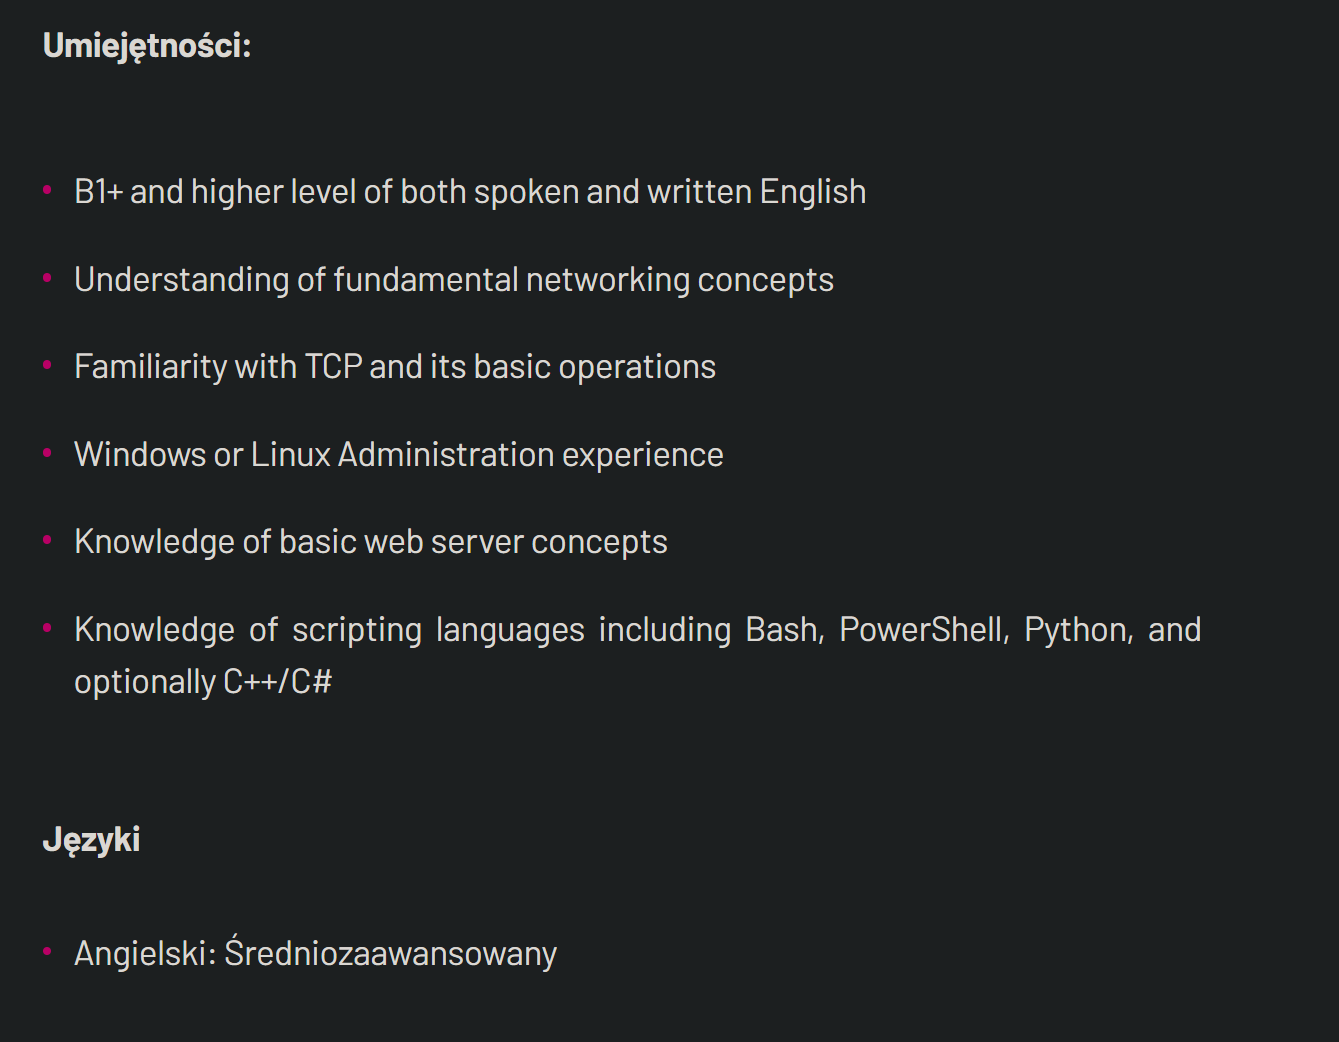 Umiejętności:
B1+ and higher level of both spoken and written English
Understanding of fundamental networking concepts
Familiarity with TCP and its basic operations
Windows or Linux Administration experience
Knowledge of basic web server concepts
Knowledge of scripting languages including Bash, PowerShell, Python, and
optionally C++/C#
Języki
Angielski: Średniozaawansowany